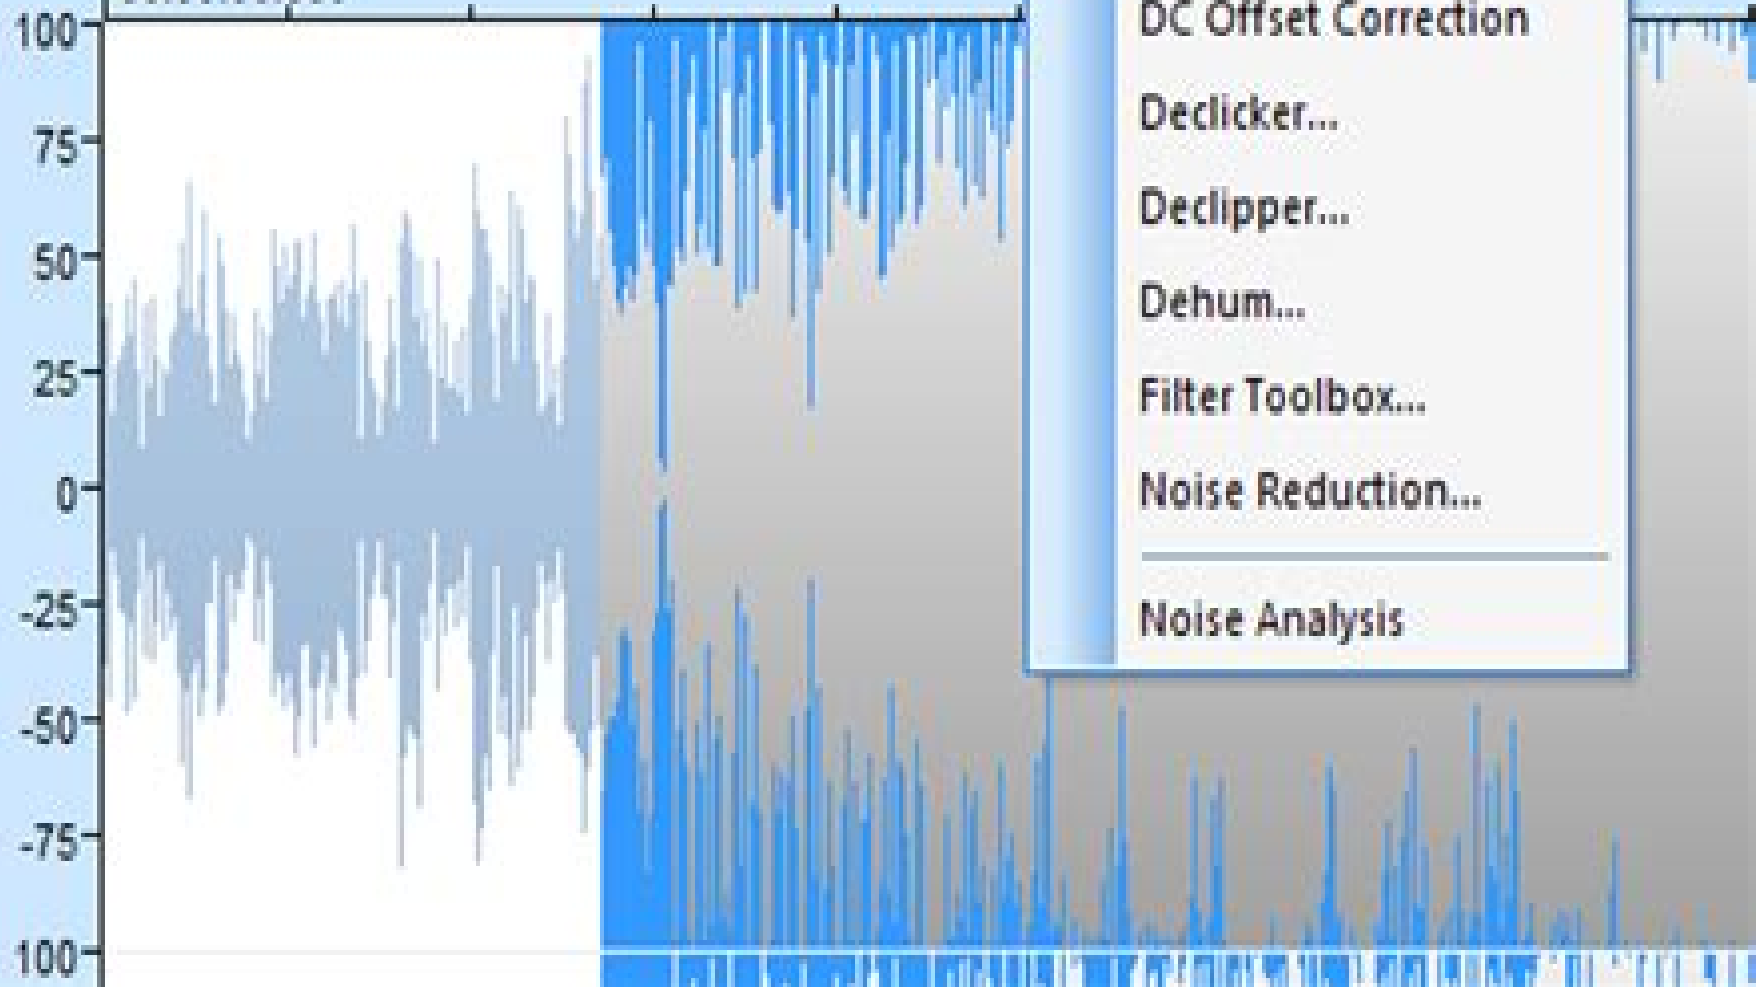 100
75
50
25
0
-25
-50
-75
100
DC Offset Correction
Declicker...
Declipper...
Dehum...
Filter Toolbox...
Noise Reduction...
Noise Analysis